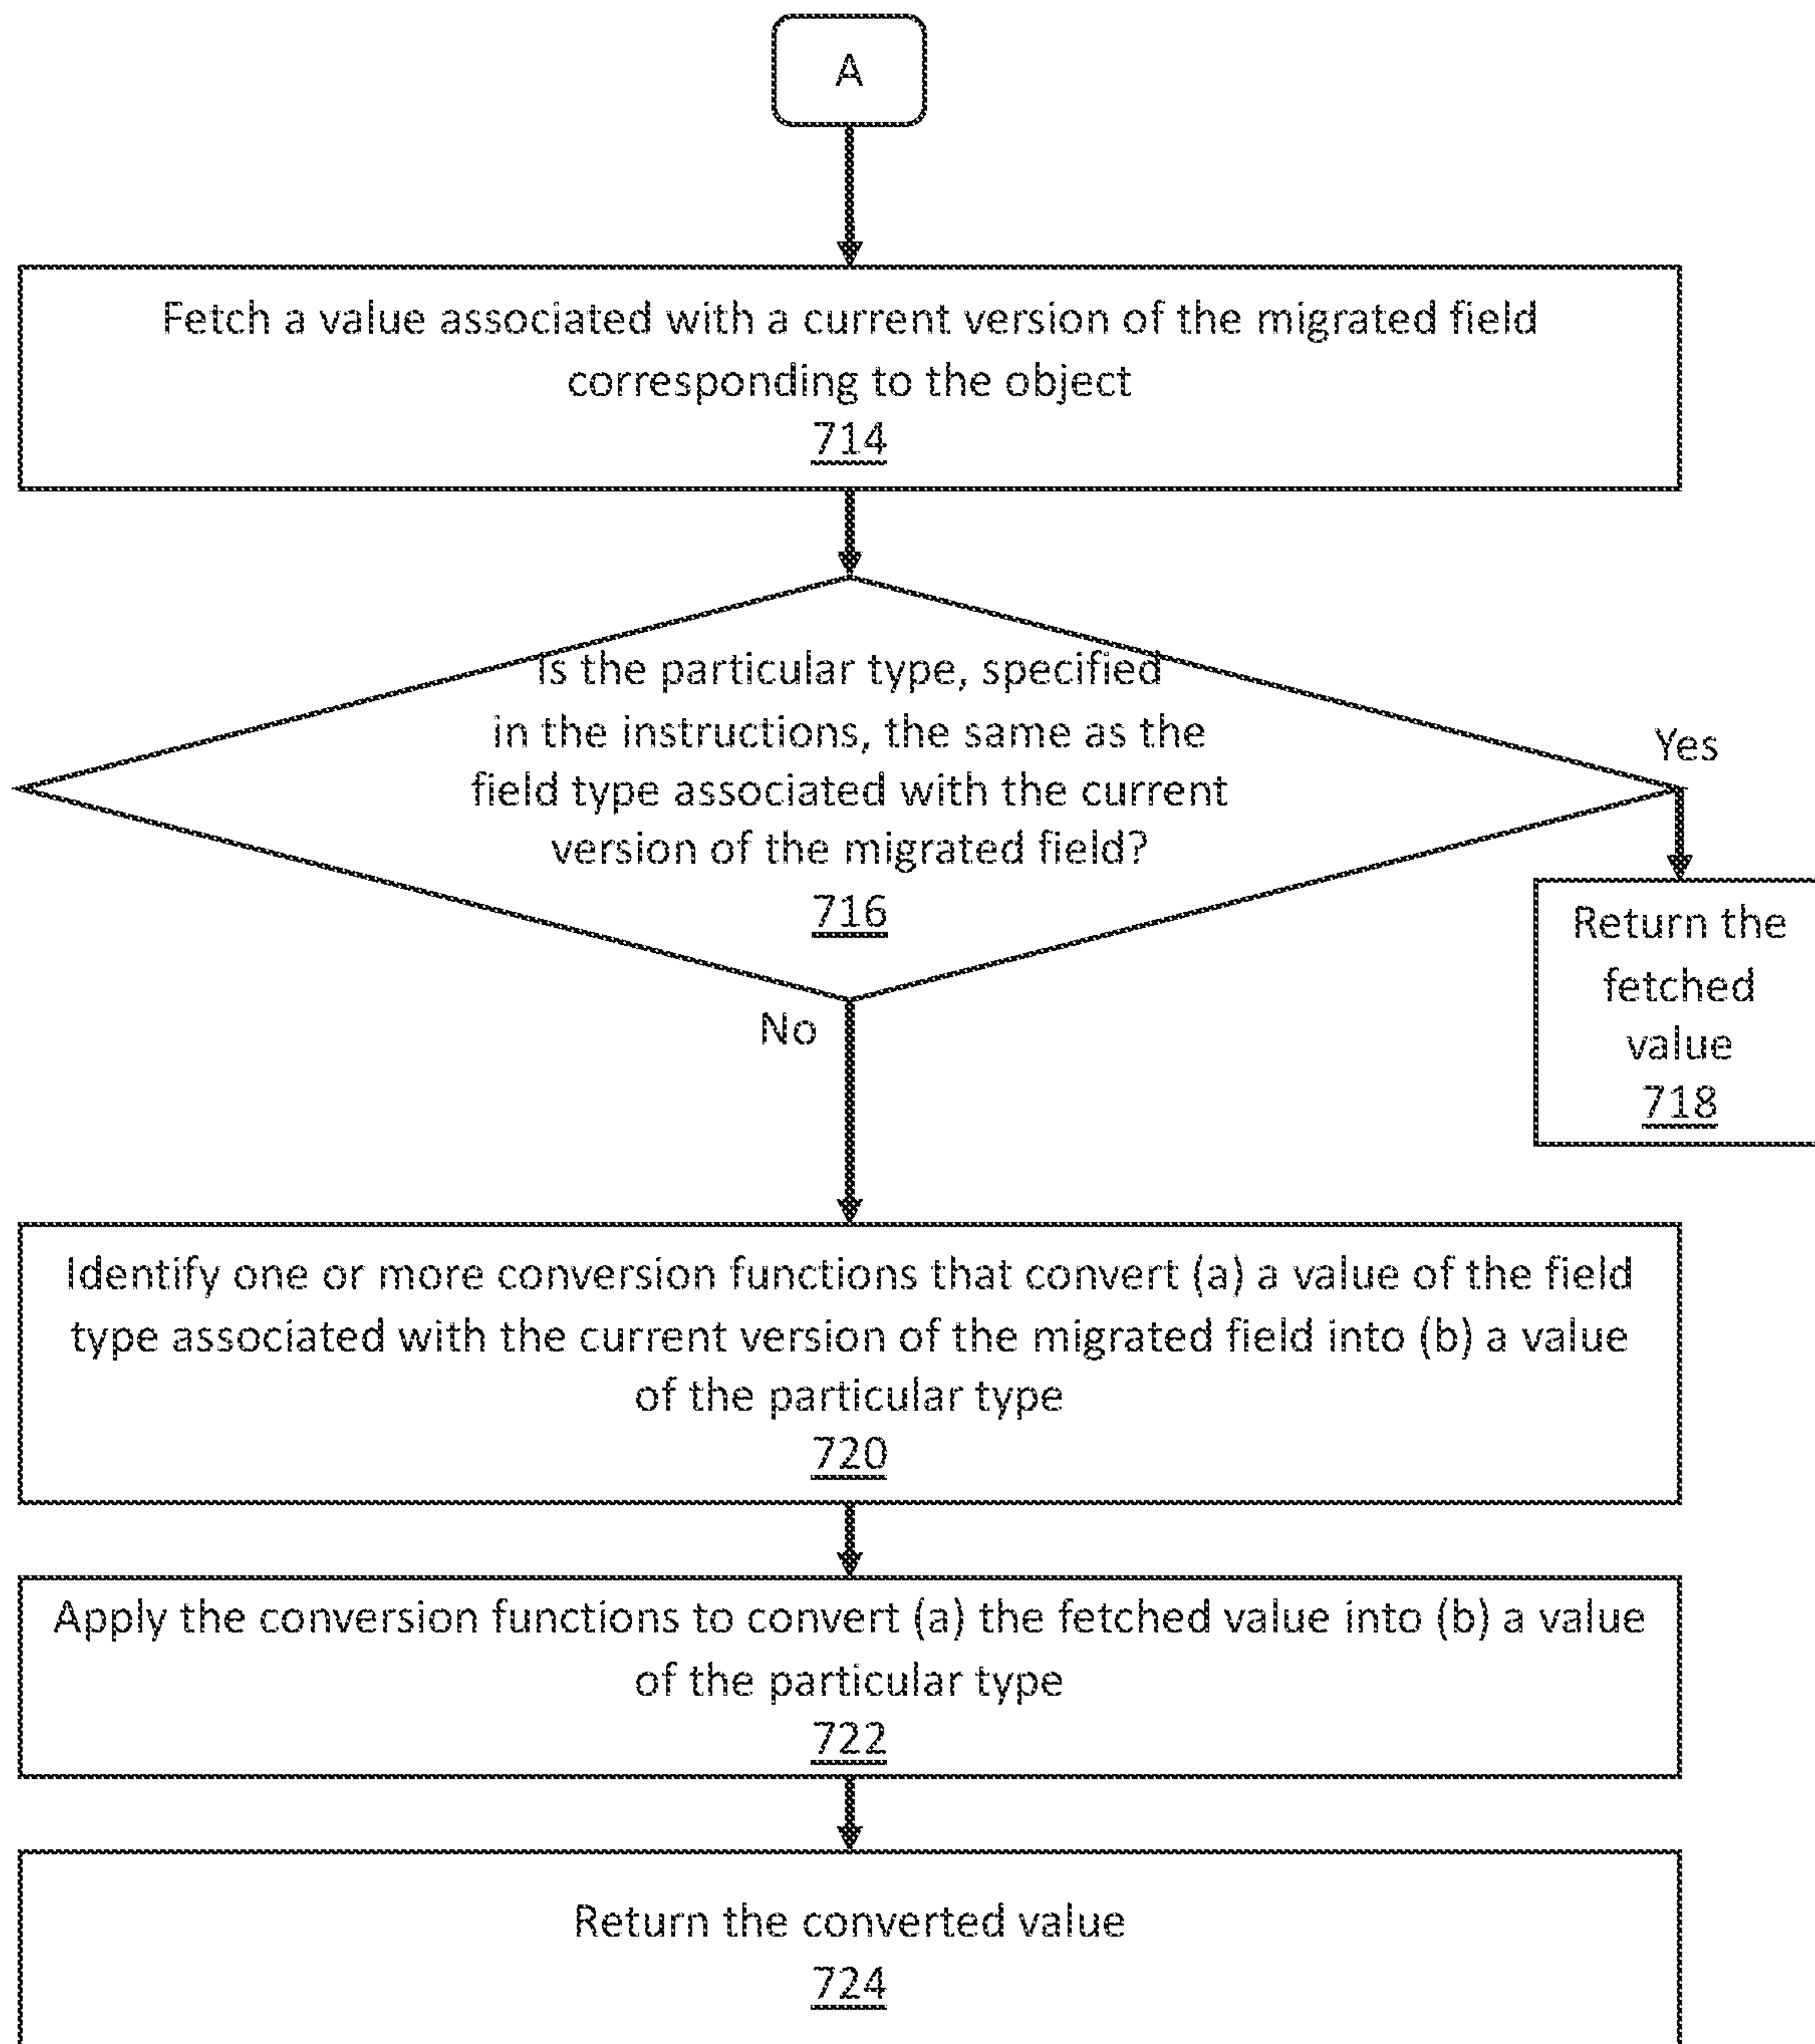 A
Fetch a value associated with a current version of the migrated field
corresponding to the object
714
Is the particular type, specified
in the instructions, the same as the
field type associated with the current
version of the migrated field?
716
Yes
Return the
fetched
value
718
No
Identify one or more conversion functions that convert (a) a value of the field
type associated with the current version of the migrated field into (b) a value
of the particular type
720
Apply the conversion functions to convert (a) the fetched value into (b) a value
of the particular type
722
Return the converted value
724